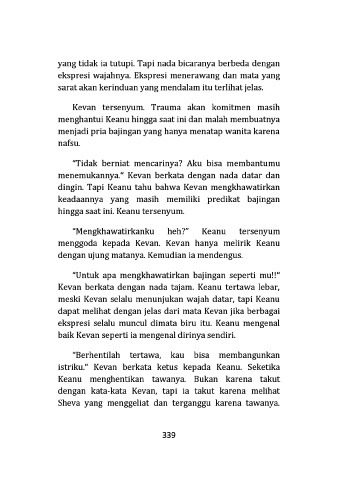 yang tidak ia tutupi. Tapi nada bicaranya berbeda dengan
ekspresi wajahnya. Ekspresi menerawang dan mata yang
sarat akan kerinduan yang mendalam itu terlihat jelas.
Kevan tersenyum. Trauma akan komitmen masih
menghantui Keanu hingga saat ini dan malah membuatnya
menjadi pria bajingan yang hanya menatap wanita karena
nafsu.
"Tidak berniat mencarinya? Aku bisa membantumu
menemukannya." Kevan berkata dengan nada datar dan
dingin. Tapi Keanu tahu bahwa Kevan mengkhawatirkan
keadaannya yang masih memiliki predikat bajingan
hingga saat ini. Keanu tersenyum.
"Mengkhawatirkanku heh?" Keanu tersenyum
menggoda kepada Kevan. Kevan hanya melirik Keanu
dengan ujung matanya. Kemudian ia mendengus.
"Untuk apa mengkhawatirkan bajingan seperti mu!!"
Kevan berkata dengan nada tajam. Keanu tertawa lebar,
meski Kevan selalu menunjukan wajah datar, tapi Keanu
dapat melihat dengan jelas dari mata Kevan jika berbagai
ekspresi selalu muncul dimata biru itu. Keanu mengenal
baik Kevan seperti ia mengenal dirinya sendiri.
"Berhentilah tertawa, kau bisa membangunkan
istriku." Kevan berkata ketus kepada Keanu. Seketika
Keanu menghentikan tawanya. Bukan karena takut
dengan kata-kata Kevan, tapi ia takut karena melihat
Sheva yang menggeliat dan terganggu karena tawanya.
339